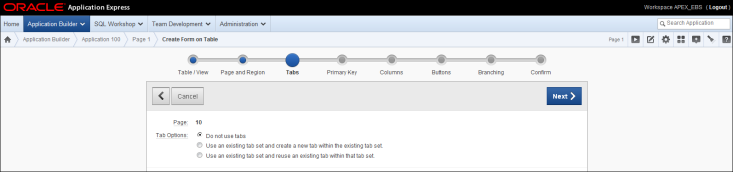 ORACLE Application Express Workspace APEX_EBS ( Logout )
Home Application Builder SQL Workshop Team Development Administration Search Application
Application Builder Application 100 Page 1 Create Form on Table Page 1
Table / View Page and Region Tabs Primary Key Columns Buttons Branching Confirm
Cancel Next
Page: 10
Tab Options: Do not use tabs
Use an existing tab set and create a new tab within the existing tab set.
Use an existing tab set and reuse an existing tab within that tab set.